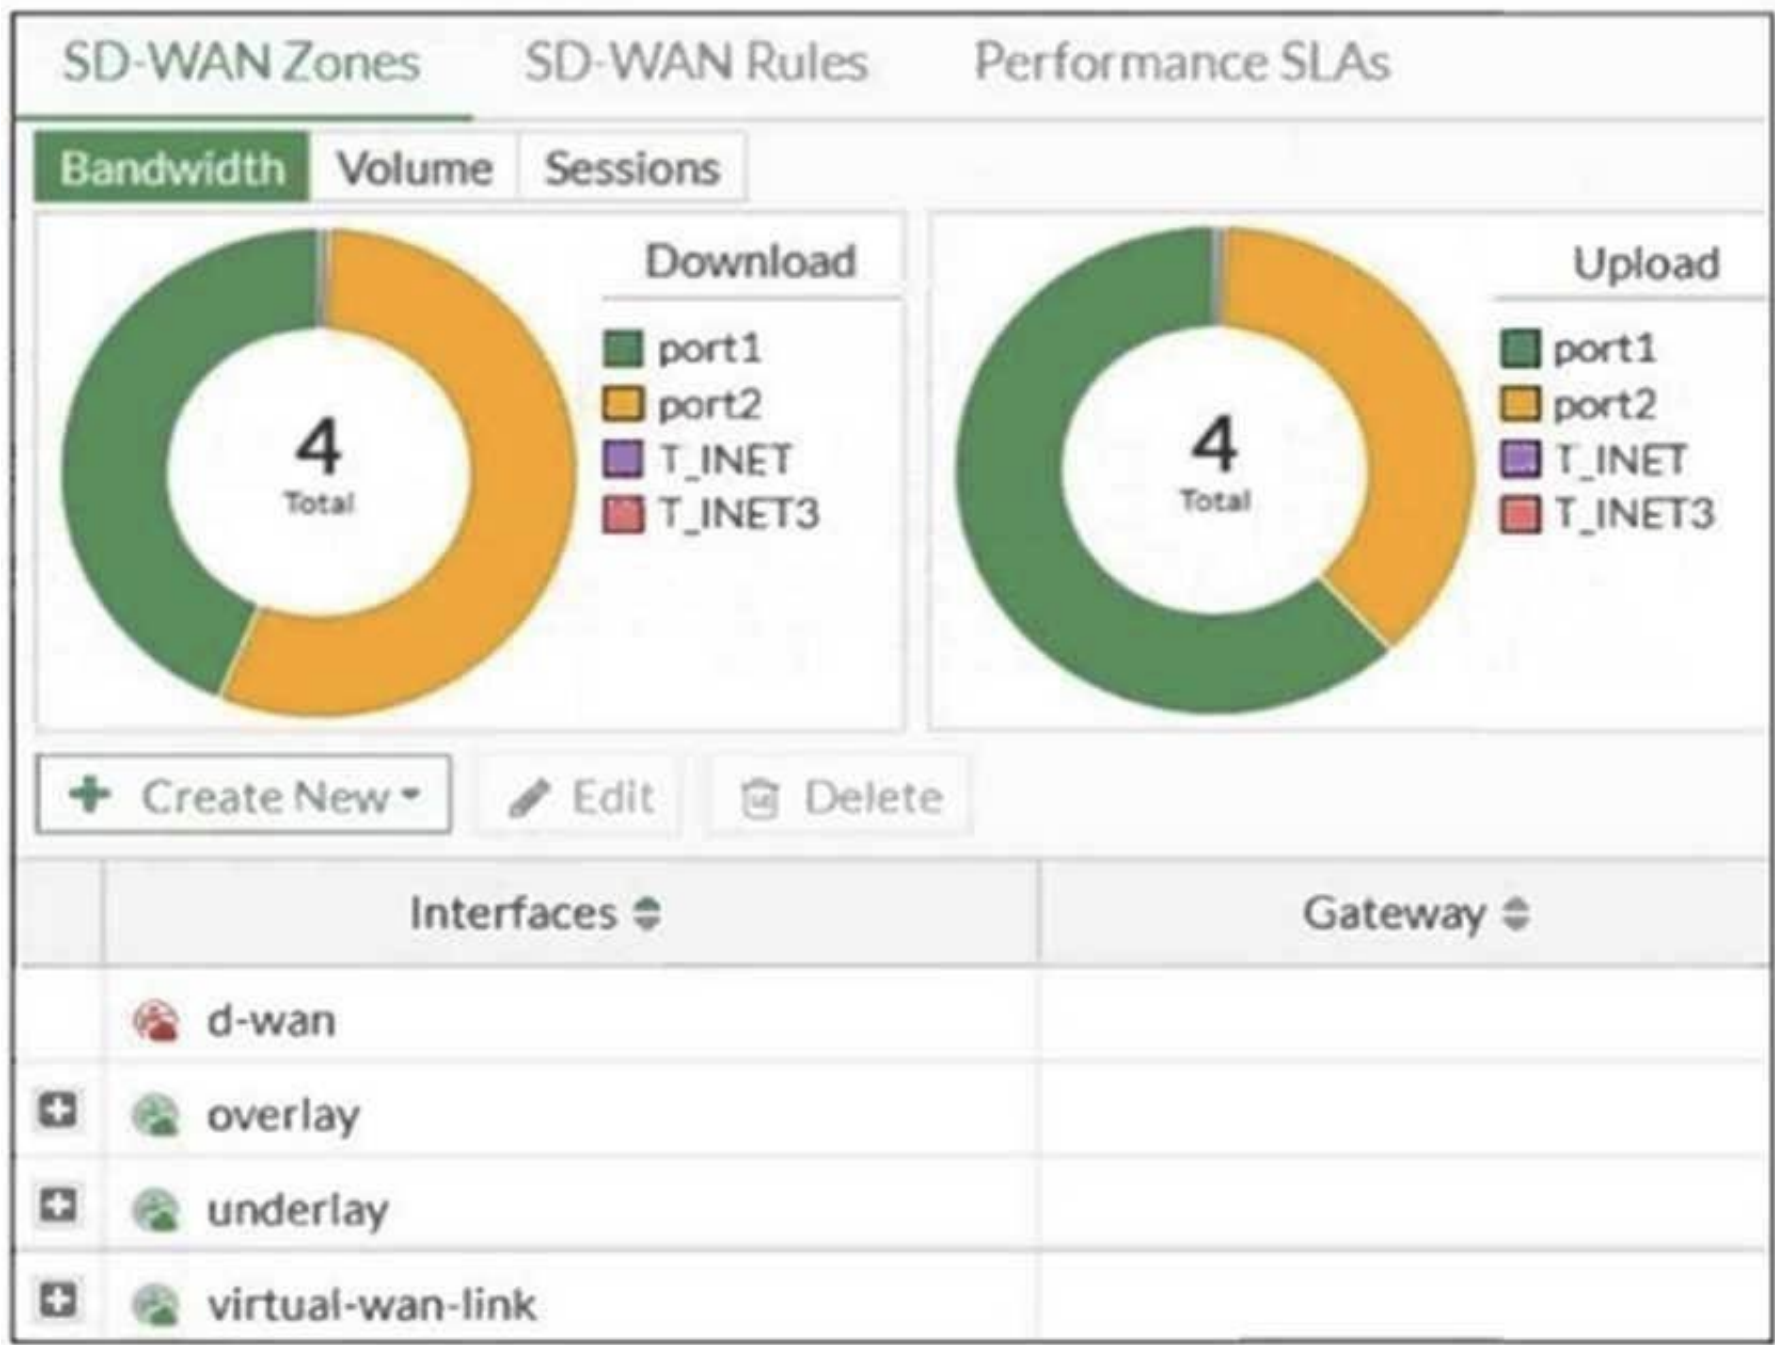 SD-WAN Zones SD-WAN Rules Performance SLAs
Bandwidth Volume Sessions
Download
port1
port2
T_INET
T_INET3
4
Total
Upload
port1
port2
T_INET
T_INET3
4
Total
Create New Edit Delete
Interfaces Gateway
d-wan
overlay
underlay
virtual-wan-link